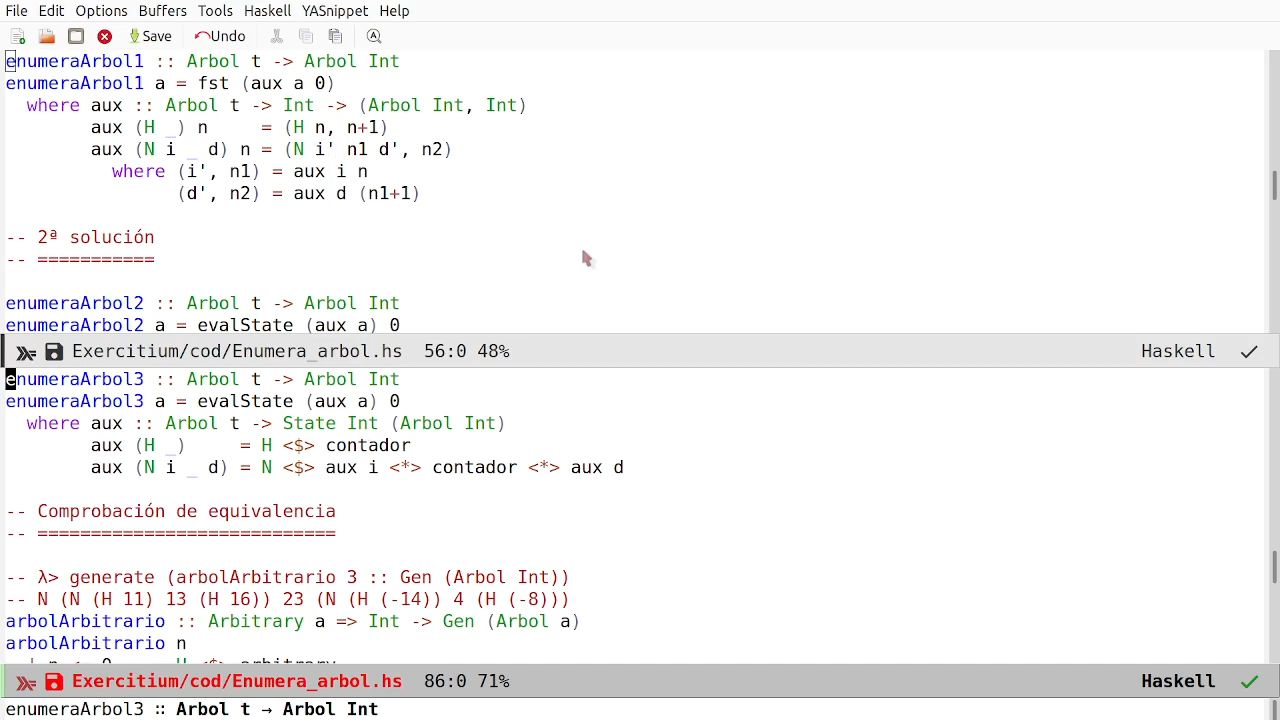 File Edit Options Buffers Tools Haskell YASnippet Help
Save Undo
enumeraArbol1 :: Arbol t -> Arbol Int
enumeraArbol1 a = fst (aux a 0)
  where aux :: Arbol t -> Int -> (Arbol Int, Int)
        aux (H _) n     = (H n, n+1)
        aux (N i _ d) n = (N i' n1 d', n2)
          where (i', n1) = aux i n
                (d', n2) = aux d (n1+1)
-- 2ª solución
-- ===========
enumeraArbol2 :: Arbol t -> Arbol Int
enumeraArbol2 a = evalState (aux a) 0
Exercitium/cod/Enumera_arbol.hs 56:0 48% Haskell
enumeraArbol3 :: Arbol t -> Arbol Int
enumeraArbol3 a = evalState (aux a) 0
  where aux :: Arbol t -> State Int (Arbol Int)
        aux (H _)     = H <$> contador
        aux (N i _ d) = N <$> aux i <*> contador <*> aux d
-- Comprobación de equivalencia
-- ============================
-- λ> generate (arbolArbitrario 3 :: Gen (Arbol Int))
-- N (N (H 11) 13 (H 16)) 23 (N (H (-14)) 4 (H (-8)))
arbolArbitrario :: Arbitrary a => Int -> Gen (Arbol a)
arbolArbitrario n
  | n <= 0    = H <$> arbitrary
Exercitium/cod/Enumera_arbol.hs 86:0 71% Haskell
enumeraArbol3 ∷ Arbol t → Arbol Int